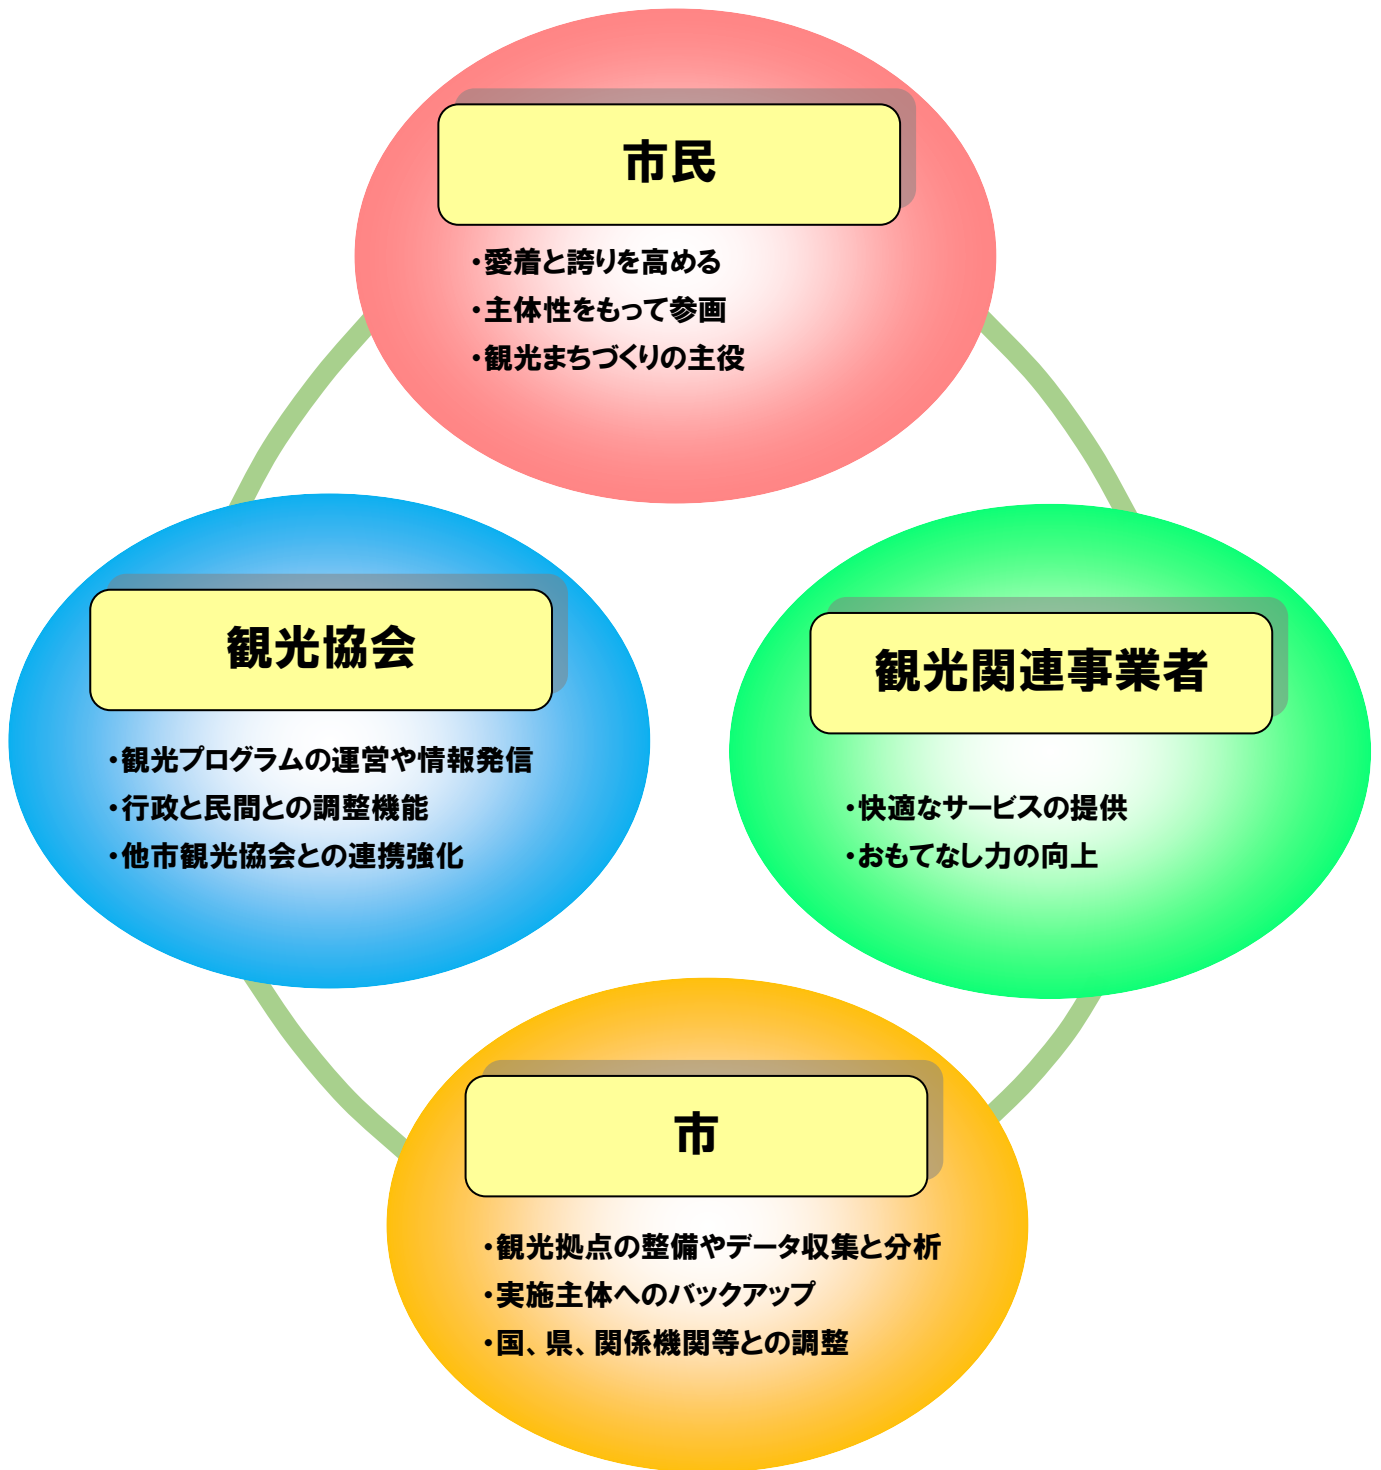 市民
・愛着と誇りを高める
・主体性をもって参画
・観光まちづくりの主役
観光協会
・観光プログラムの運営や情報発信
・行政と民間との調整機能
・他市観光協会との連携強化
観光関連事業者
・快適なサービスの提供
・おもてなし力の向上
市
・観光拠点の整備やデータ収集と分析
・実施主体へのバックアップ
・国、県、関係機関等との調整